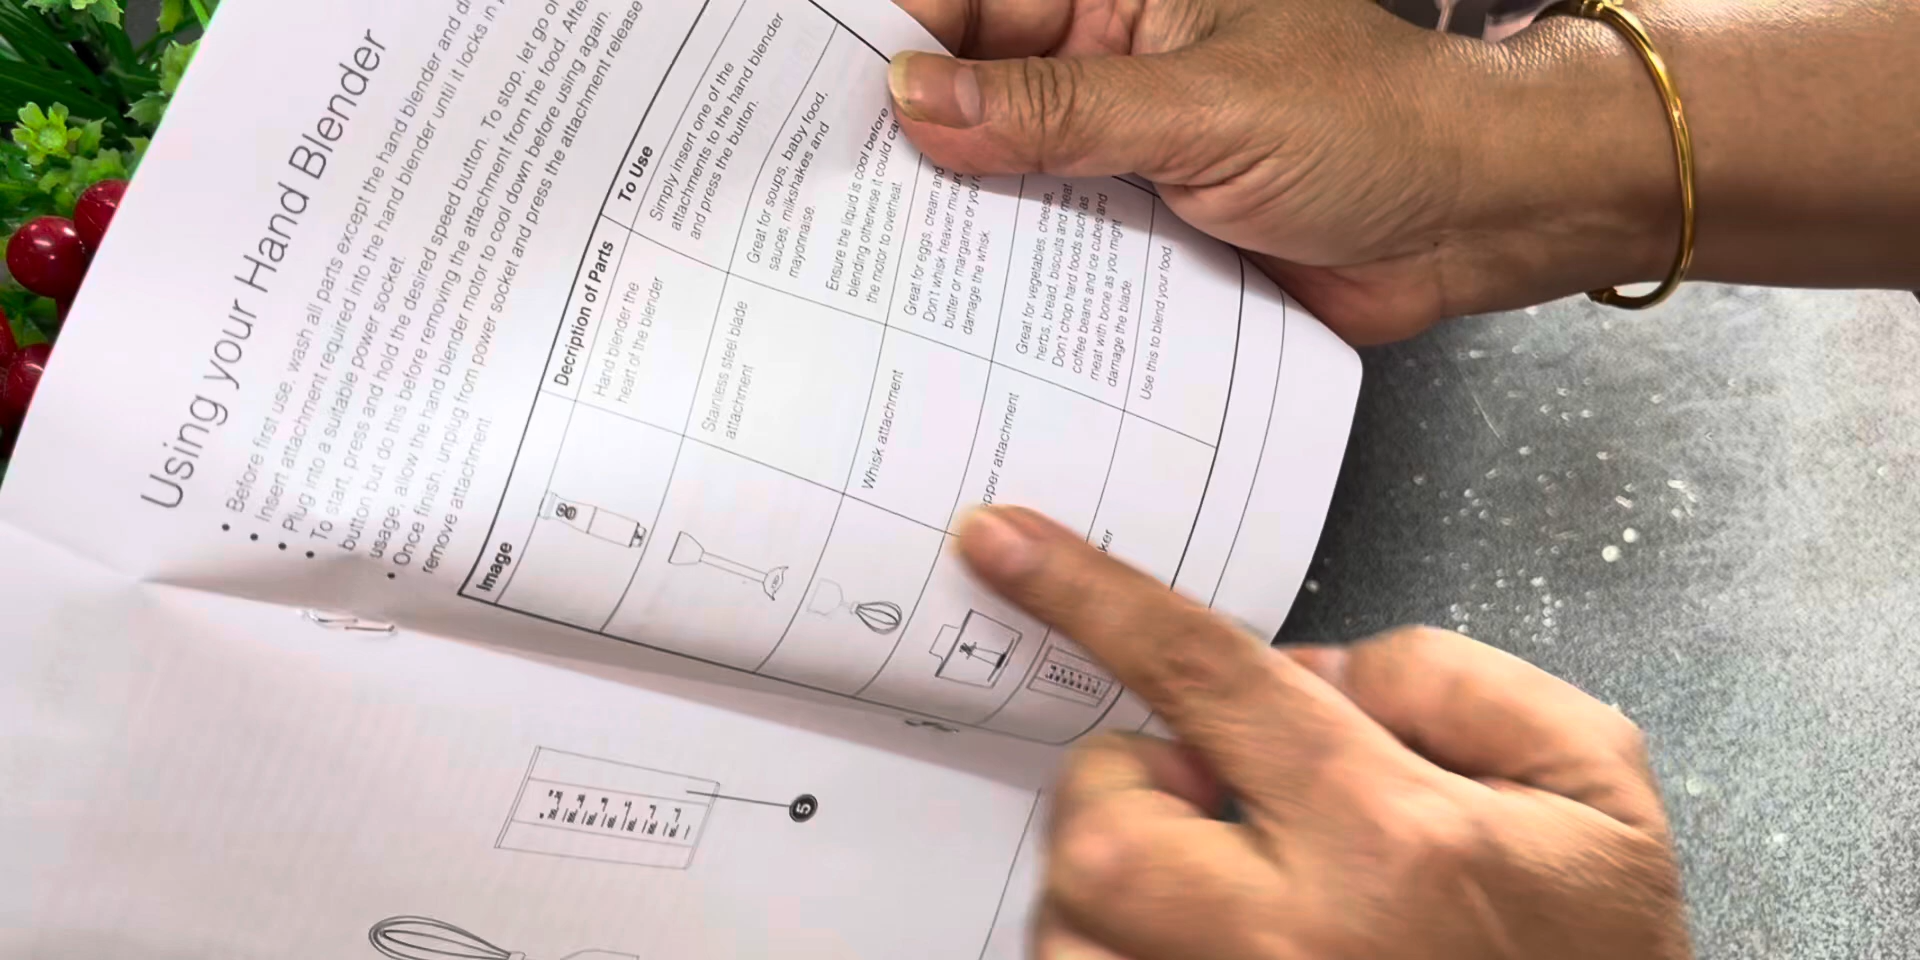 Using your Hand Blender
• Before first use, wash all parts except the hand blender and
• Insert attachment required into the hand blender until it locks in
• Plug into a suitable power socket.
• To start, press and hold the desired speed button. To stop, let go
button but do this before removing the attachment from the food.
usage, allow the hand blender motor to cool down before using again.
• Once finish, unplug from power socket and press the attachment release
remove attachment.
Image
Decription of Parts
To Use
Hand blender the
heart of the blender
Simply insert one of the
attachments to the hand blender
and press the button.
Stainless steel blade
attachment
Great for soups, baby food,
sauces, milkshakes and
mayonnaise.
Ensure the liquid is cool before
blending otherwise it could
the motor to overheat.
Whisk attachment
Great for eggs, cream and
Don't whisk heavier
butter or margarine or
damage the whisk.
attachment
Great for vegetables, cheese,
herbs, bread, biscuits and meat.
Don't chop hard foods such as
coffee beans and ice cubes and
meat with bone as you might
damage the blade.
Use this to blend your food.
5